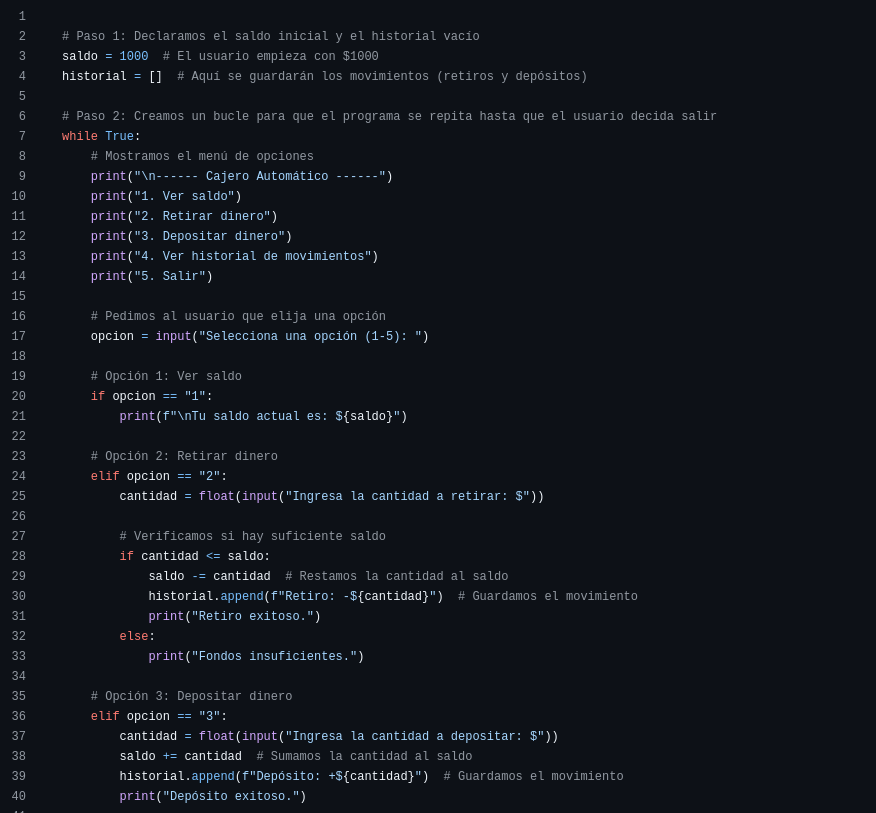 1
2 # Paso 1: Declaramos el saldo inicial y el historial vacío
3 saldo = 1000  # El usuario empieza con $1000
4 historial = []  # Aquí se guardarán los movimientos (retiros y depósitos)
5
6 # Paso 2: Creamos un bucle para que el programa se repita hasta que el usuario decida salir
7 while True:
8     # Mostramos el menú de opciones
9     print("\n------ Cajero Automático ------")
10     print("1. Ver saldo")
11     print("2. Retirar dinero")
12     print("3. Depositar dinero")
13     print("4. Ver historial de movimientos")
14     print("5. Salir")
15
16     # Pedimos al usuario que elija una opción
17     opcion = input("Selecciona una opción (1-5): ")
18
19     # Opción 1: Ver saldo
20     if opcion == "1":
21         print(f"\nTu saldo actual es: ${saldo}")
22
23     # Opción 2: Retirar dinero
24     elif opcion == "2":
25         cantidad = float(input("Ingresa la cantidad a retirar: $"))
26
27         # Verificamos si hay suficiente saldo
28         if cantidad <= saldo:
29             saldo -= cantidad  # Restamos la cantidad al saldo
30             historial.append(f"Retiro: -${cantidad}")  # Guardamos el movimiento
31             print("Retiro exitoso.")
32         else:
33             print("Fondos insuficientes.")
34
35     # Opción 3: Depositar dinero
36     elif opcion == "3":
37         cantidad = float(input("Ingresa la cantidad a depositar: $"))
38         saldo += cantidad  # Sumamos la cantidad al saldo
39         historial.append(f"Depósito: +${cantidad}")  # Guardamos el movimiento
40         print("Depósito exitoso.")